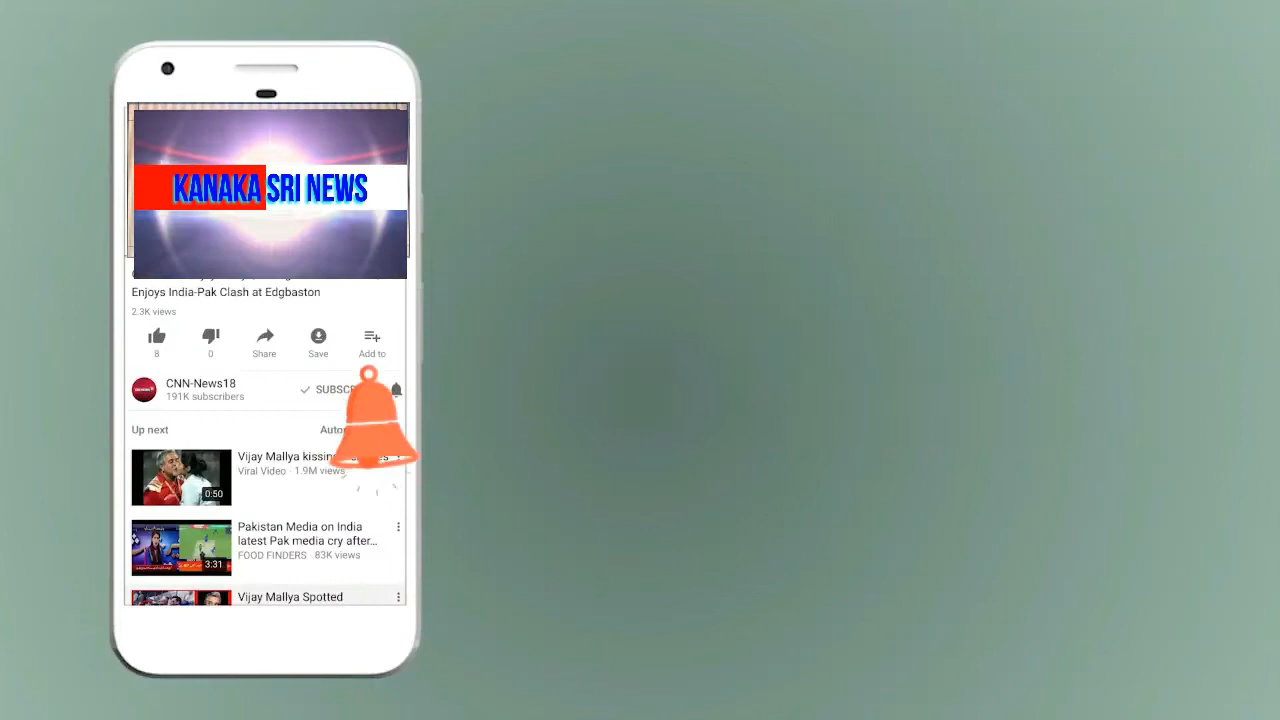 KANAKA SRI NEWS
Enjoys India-Pak Clash at Edgbaston
2.3K views
8 0 Share Save Add to
CNN-News18
191K subscribers
Up next
Vijay Mallya
Viral Video · 1.9M views
0:50
Pakistan Media on India
latest Pak media cry after...
FOOD FINDERS · 83K views
3:31
Vijay Mallya Spotted